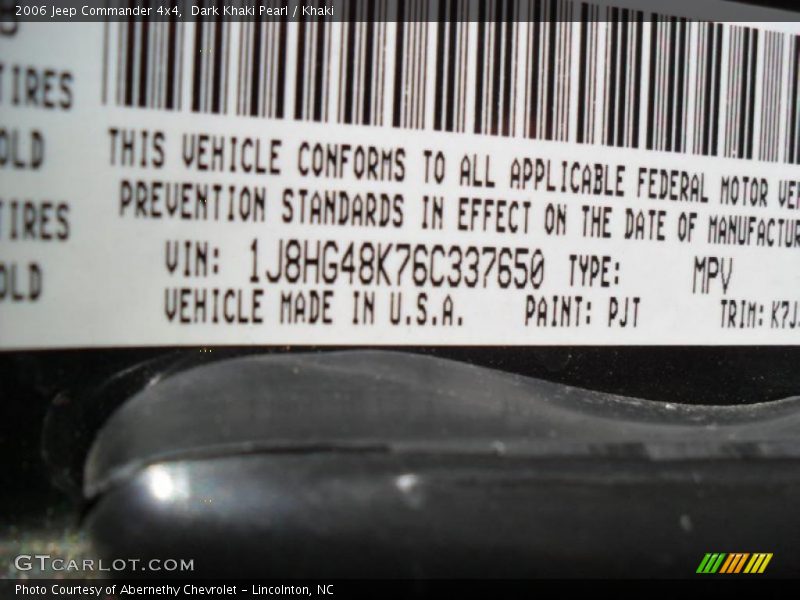 2006 Jeep Commander 4x4, Dark Khaki Pearl / Khaki
TIRES
OLD
TIRES
OLD
THIS VEHICLE CONFORMS TO ALL APPLICABLE FEDERAL MOTOR VEH
PREVENTION STANDARDS IN EFFECT ON THE DATE OF MANUFACTUR
VIN: 1J8HG48K76C337650 TYPE: MPV
VEHICLE MADE IN U.S.A. PAINT: PJT TRIM: K7J
GTCARLOT.COM
Photo Courtesy of Abernethy Chevrolet – Lincolnton, NC